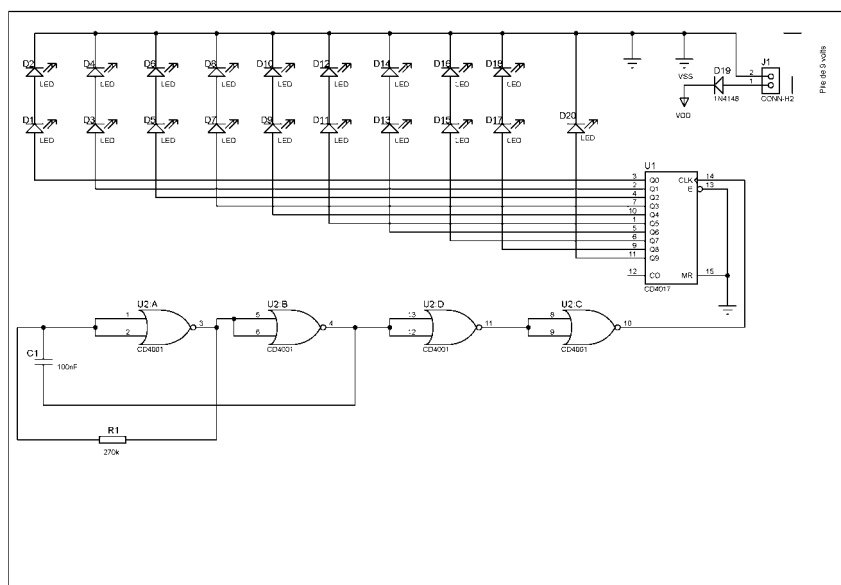 D2 D4 D6 D8 D10 D12 D14 D16 D18
LED LED LED LED LED LED LED LED LED
D1 D3 D5 D7 D9 D11 D13 D15 D17 D20
LED LED LED LED LED LED LED LED LED LED
VSS
VDD
D19
1N4148
J1
2
1
CONN-H2
Pile de 9 volts
U1
3 Q0 CLK 14
2 Q1 E 13
4 Q2
7 Q3
10 Q4
1 Q5
5 Q6
6 Q7
9 Q8
11 Q9
12 CO MR 15
CD4017
U2:A U2:B U2:D U2:C
1 3 5 4 13 11 8 10
2 6 12 9
CD4001 CD4001 CD4001 CD4001
C1
100nF
R1
270k